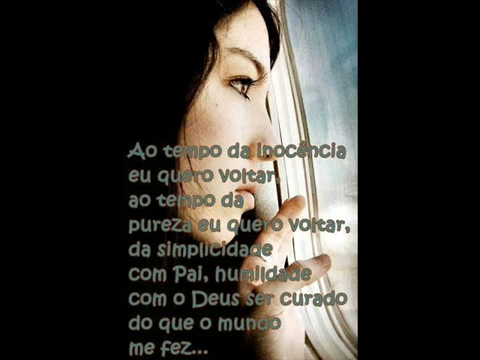 Ao tempo da inocência
eu quero voltar,
ao tempo da
pureza eu quero voltar,
da simplicidade
com Pai, humildade
com o Deus ser curado
do que o mundo
me fez...